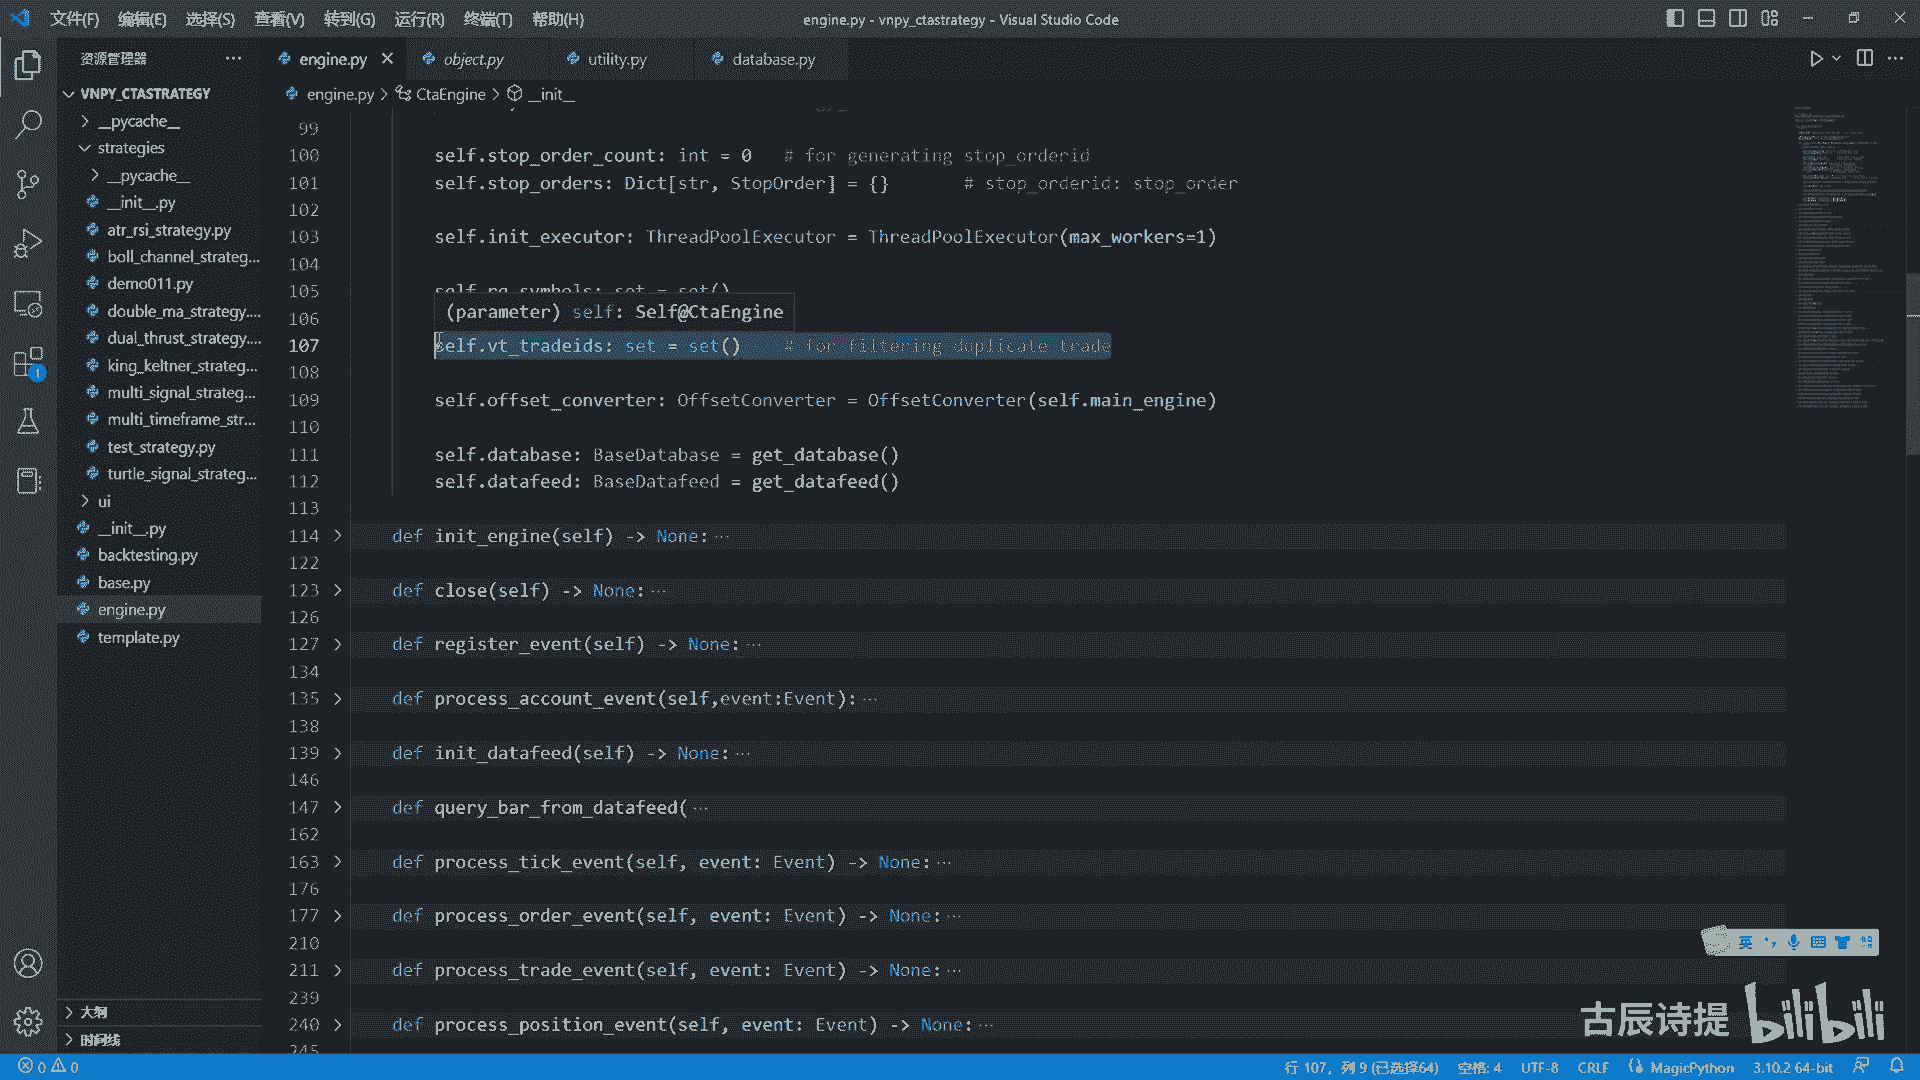 文件(F) 编辑(E) 选择(S) 查看(V) 转到(G) 运行(R) 终端(T) 帮助(H) engine.py - vnpy_ctastrategy - Visual Studio Code
资源管理器
engine.py object.py utility.py database.py
engine.py > CtaEngine > __init__
VNPY_CTASTRATEGY
__pycache__
strategies
__pycache__
__init__.py
atr_rsi_strategy.py
boll_channel_strateg...
demo011.py
double_ma_strategy....
dual_thrust_strategy....
king_keltner_strateg...
multi_signal_strateg...
multi_timeframe_str...
test_strategy.py
turtle_signal_strateg...
ui
__init__.py
backtesting.py
base.py
engine.py
template.py
大纲
时间线
99
100 self.stop_order_count: int = 0 # for generating stop_orderid
101 self.stop_orders: Dict[str, StopOrder] = {} # stop_orderid: stop_order
102
103 self.init_executor: ThreadPoolExecutor = ThreadPoolExecutor(max_workers=1)
104
105 self.rq_symbols: set = set()
106 (parameter) self: Self@CtaEngine
107 self.vt_tradeids: set = set() # for filtering duplicate trade
108
109 self.offset_converter: OffsetConverter = OffsetConverter(self.main_engine)
110
111 self.database: BaseDatabase = get_database()
112 self.datafeed: BaseDatafeed = get_datafeed()
113
114 def init_engine(self) -> None: ...
122
123 def close(self) -> None: ...
126
127 def register_event(self) -> None: ...
134
135 def process_account_event(self,event:Event): ...
138
139 def init_datafeed(self) -> None: ...
146
147 def query_bar_from_datafeed( ...
162
163 def process_tick_event(self, event: Event) -> None: ...
176
177 def process_order_event(self, event: Event) -> None: ...
210
211 def process_trade_event(self, event: Event) -> None: ...
239
240 def process_position_event(self, event: Event) -> None: ...
245
1
英
古辰诗提 bilibili
0 0 行 107, 列 9 (已选择64) 空格: 4 UTF-8 CRLF MagicPython 3.10.2 64-bit